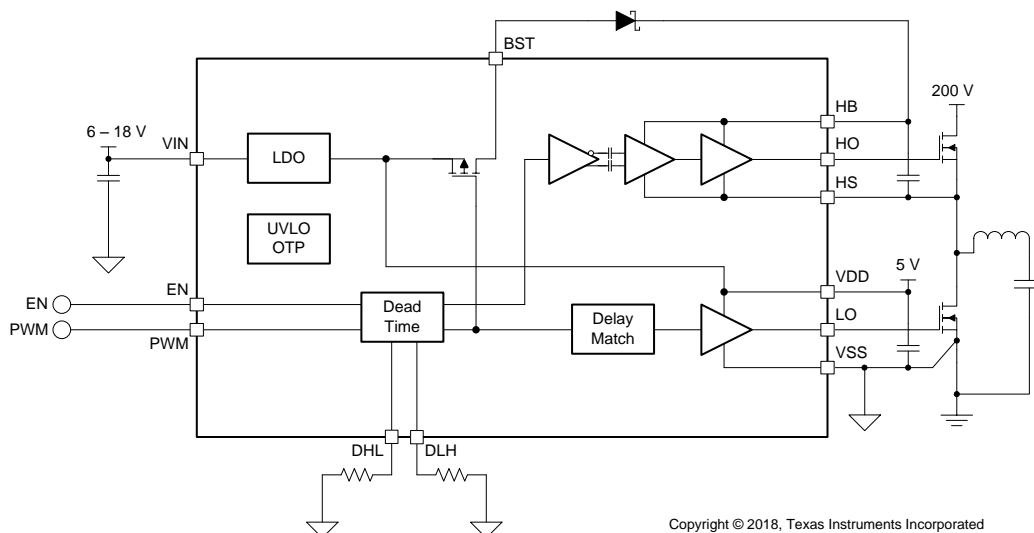 BST
HB
200 V
6 – 18 V
VIN
LDO
HO
HS
UVLO
OTP
VDD
5 V
EN
EN
Dead
Time
Delay
Match
LO
PWM
PWM
VSS
DHL
DLH
Copyright © 2018, Texas Instruments Incorporated